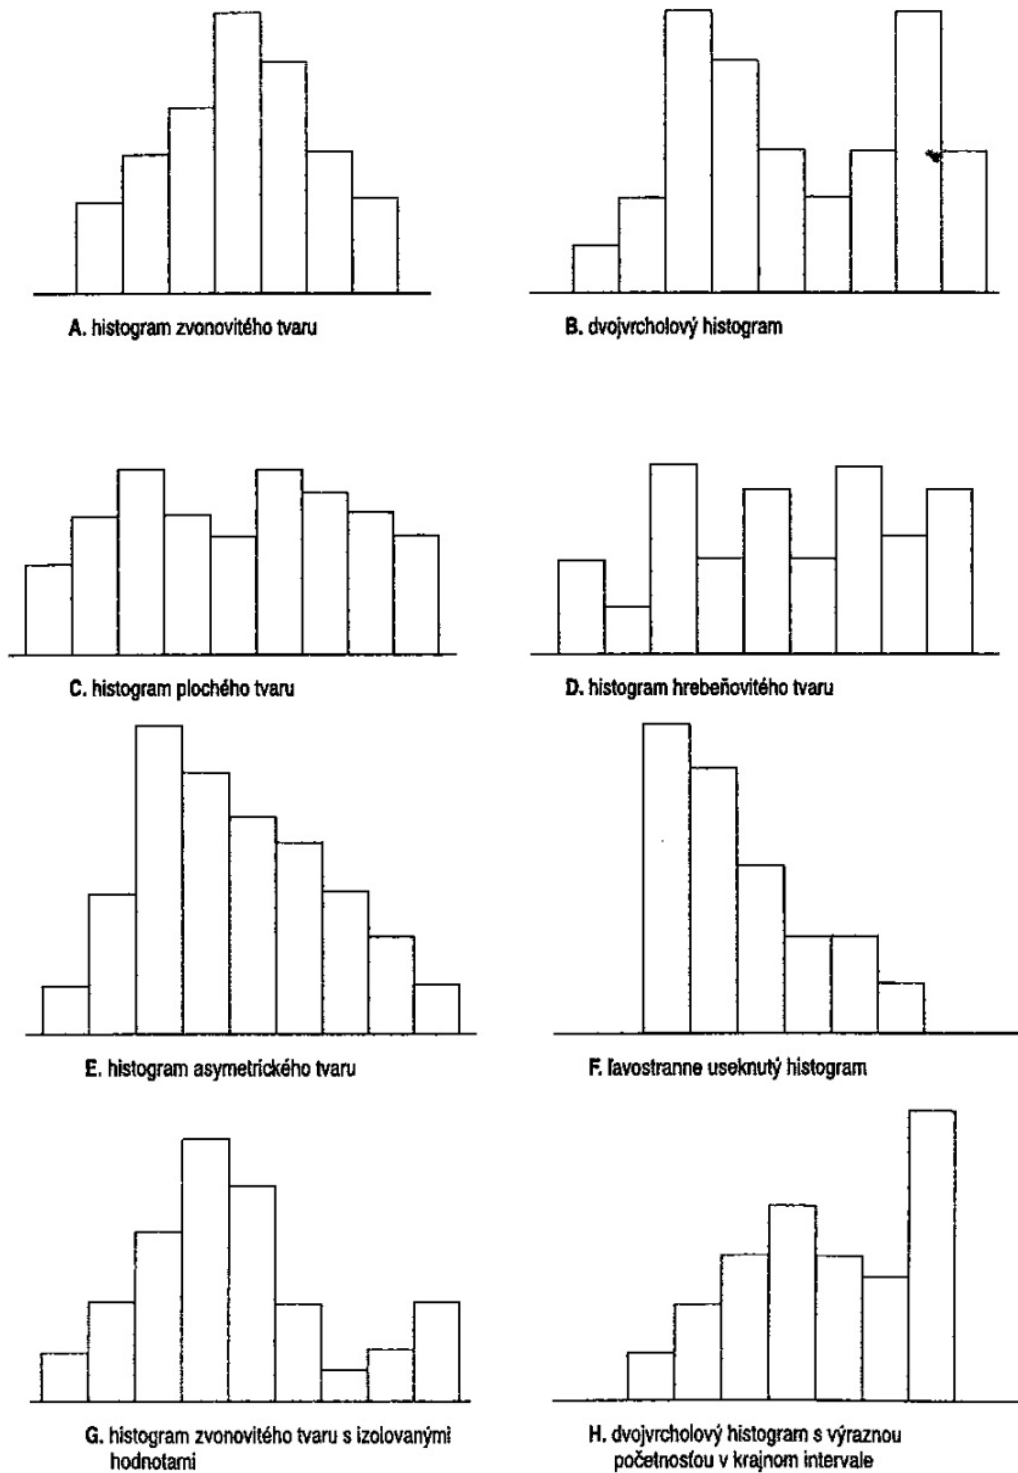 A. histogram zvonovitého tvaru
B. dvojvrcholový histogram
C. histogram plochého tvaru
D. histogram hrebeňovitého tvaru
E. histogram asymetrického tvaru
F. ľavostranne useknutý histogram
G. histogram zvonovitého tvaru s izolovanými
hodnotami
H. dvojvrcholový histogram s výraznou
početnosťou v krajnom intervale